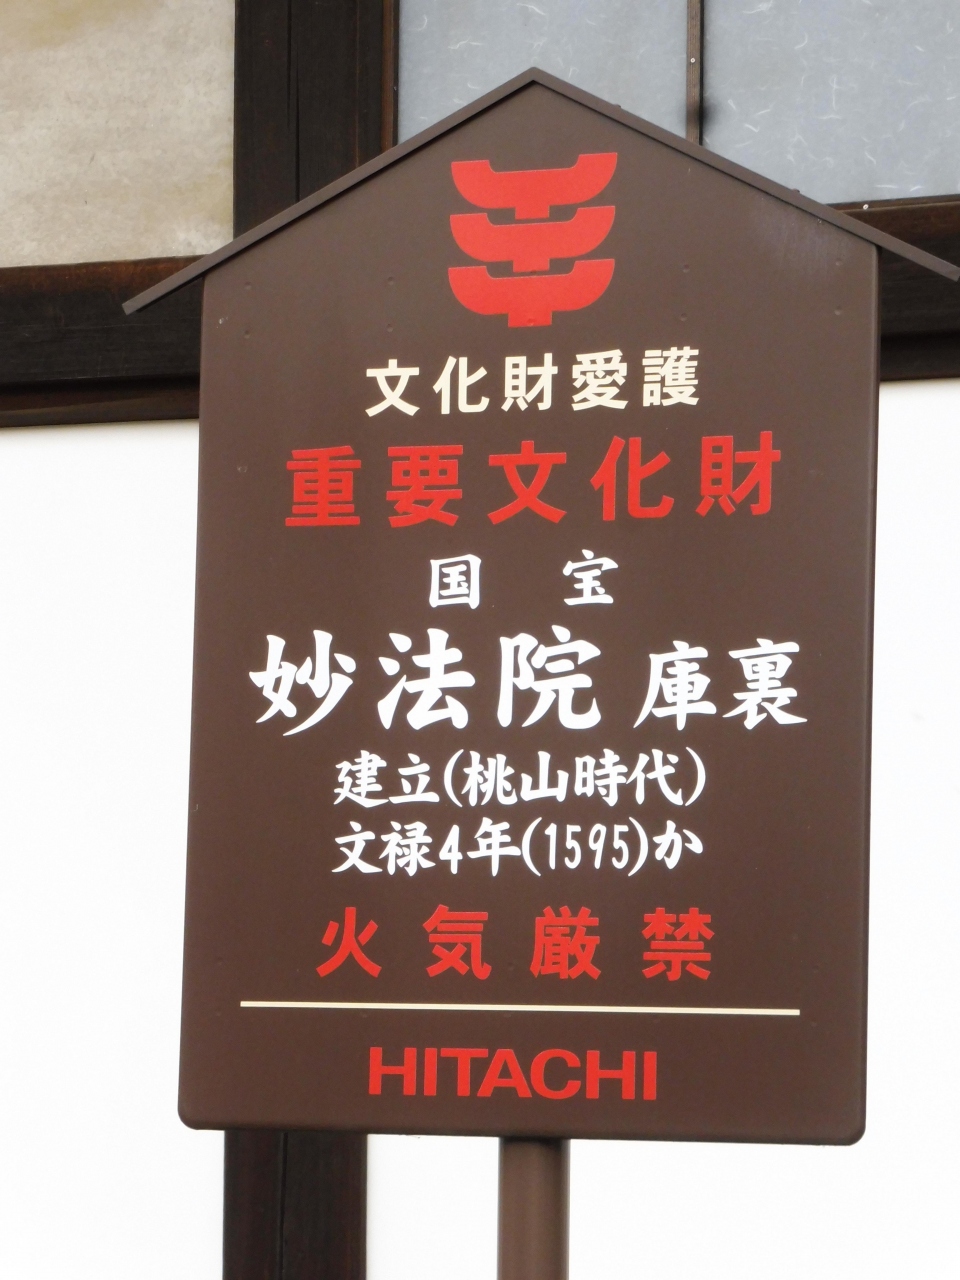 文化財愛護
重要文化財
国 宝
妙法院 庫裏
建立(桃山時代)
文禄4年(1595)か
火気厳禁
HITACHI